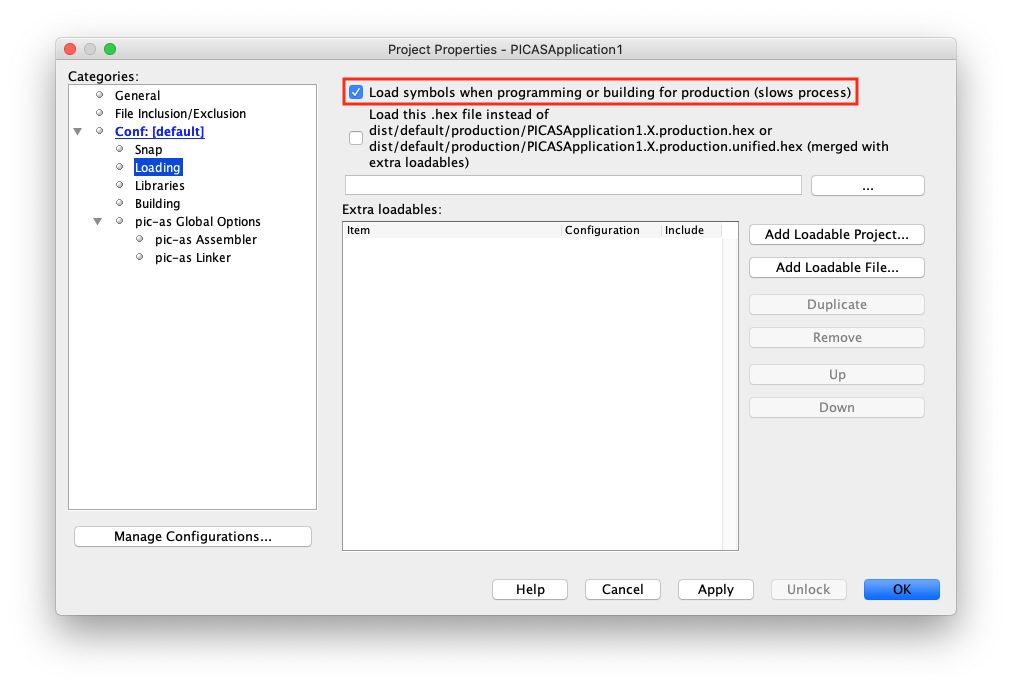 Project Properties - PICASApplication1
Categories:
General
File Inclusion/Exclusion
Conf: [default]
Snap
Loading
Libraries
Building
pic-as Global Options
pic-as Assembler
pic-as Linker
Manage Configurations...
Load symbols when programming or building for production (slows process)
Load this .hex file instead of
dist/default/production/PICASApplication1.X.production.hex or
dist/default/production/PICASApplication1.X.production.unified.hex (merged with
extra loadables)
...
Extra loadables:
Item Configuration Include
Add Loadable Project...
Add Loadable File...
Duplicate
Remove
Up
Down
Help Cancel Apply Unlock OK